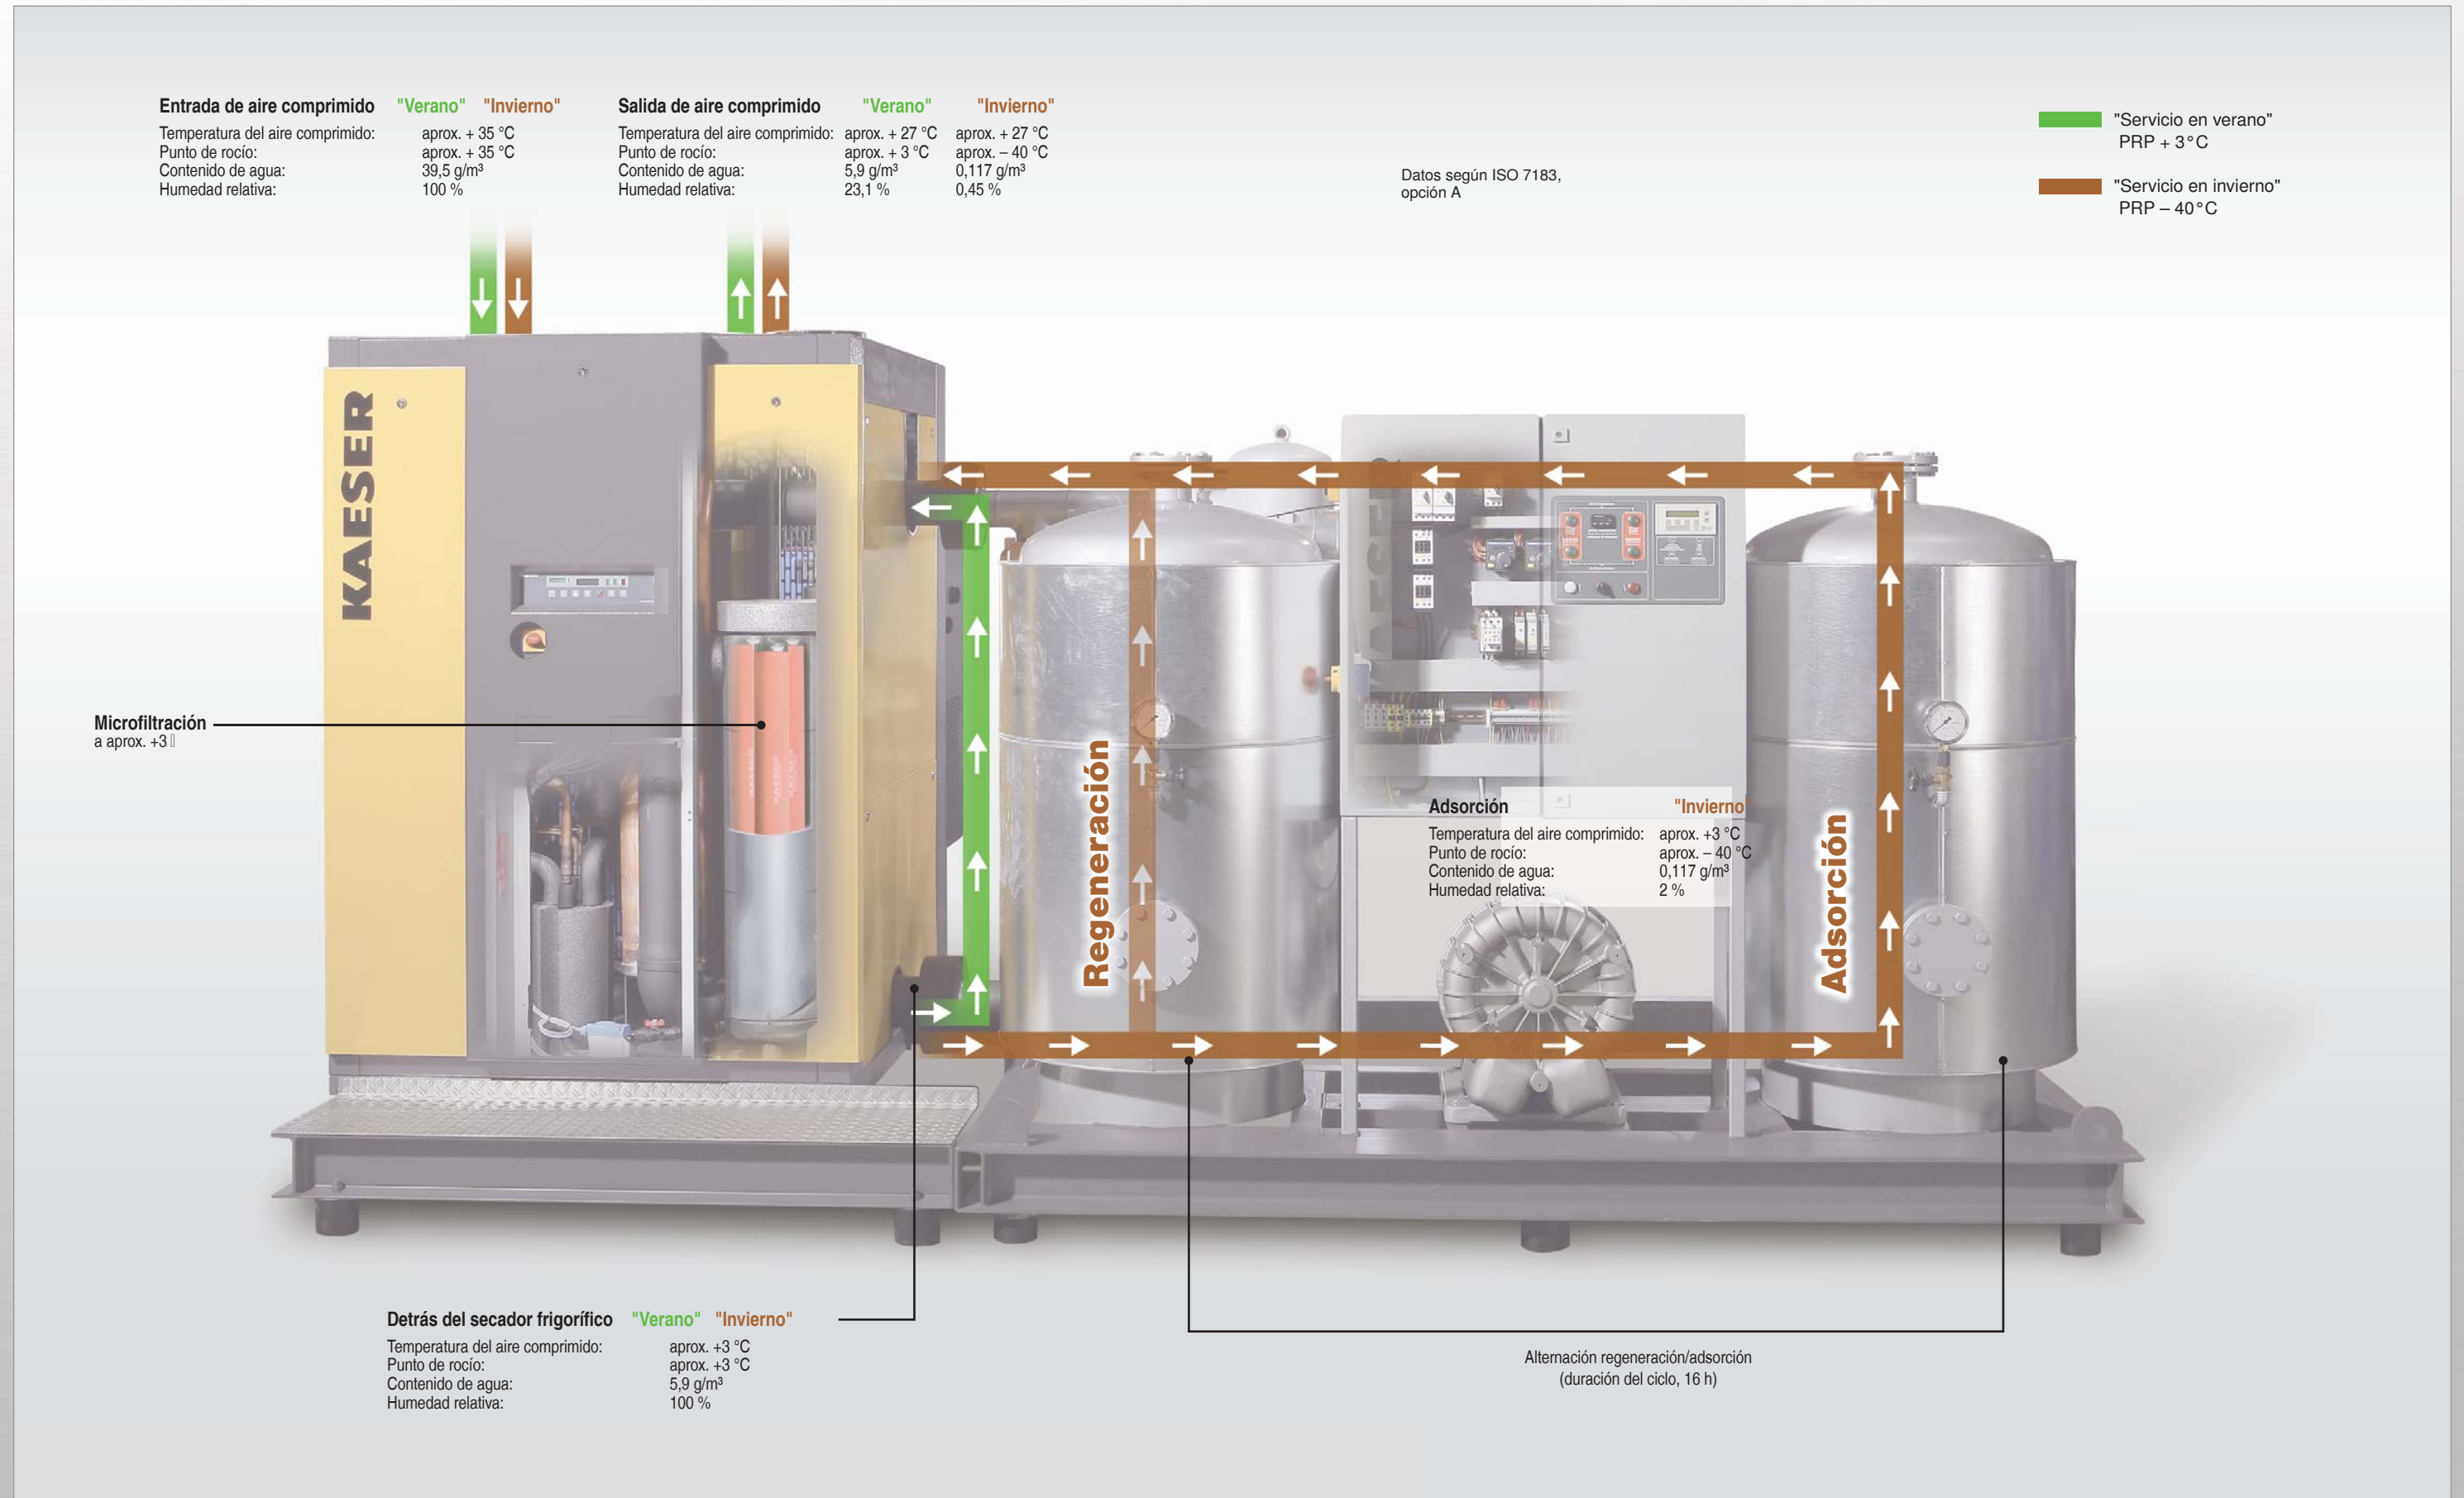 Entrada de aire comprimido "Verano" "Invierno"
Temperatura del aire comprimido: aprox. + 35 °C
Punto de rocío: aprox. + 35 °C
Contenido de agua: 39,5 g/m³
Humedad relativa: 100 %
Salida de aire comprimido "Verano" "Invierno"
Temperatura del aire comprimido: aprox. + 27 °C aprox. + 27 °C
Punto de rocío: aprox. + 3 °C aprox. – 40 °C
Contenido de agua: 5,9 g/m³ 0,117 g/m³
Humedad relativa: 23,1 % 0,45 %
Datos según ISO 7183,
opción A
"Servicio en verano"
PRP + 3°C
"Servicio en invierno"
PRP – 40°C
KAESER
Microfiltración
a aprox. +3
Regeneración
Adsorción "Invierno"
Temperatura del aire comprimido: aprox. +3 °C
Punto de rocío: aprox. – 40 °C
Contenido de agua: 0,117 g/m³
Humedad relativa: 2 %
Adsorción
Detrás del secador frigorífico "Verano" "Invierno"
Temperatura del aire comprimido: aprox. +3 °C
Punto de rocío: aprox. +3 °C
Contenido de agua: 5,9 g/m³
Humedad relativa: 100 %
Alternación regeneración/adsorción
(duración del ciclo, 16 h)